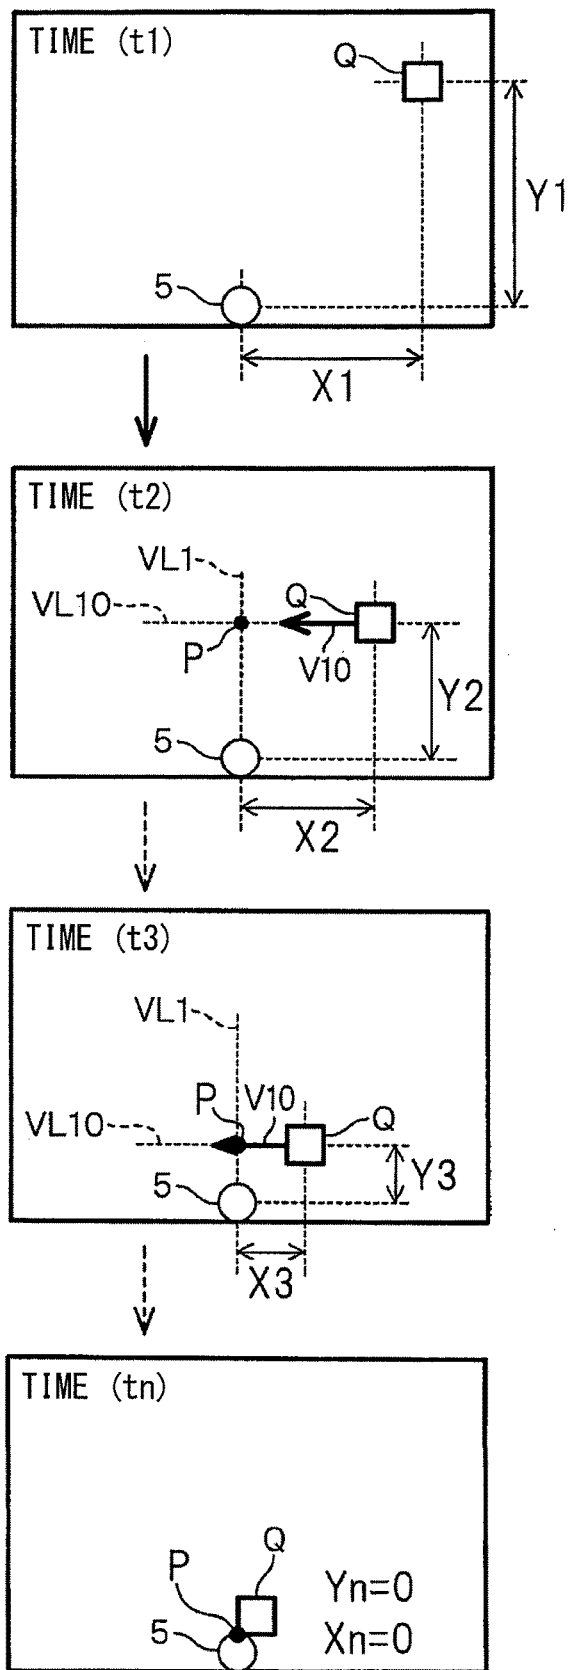 TIME (t1)
Q
Y1
5
X1
TIME (t2)
VL1
VL10
Q
P
V10
Y2
5
X2
TIME (t3)
VL1
P
V10
Q
VL10
5
Y3
X3
TIME (tn)
Q
P
Yn=0
5
Xn=0